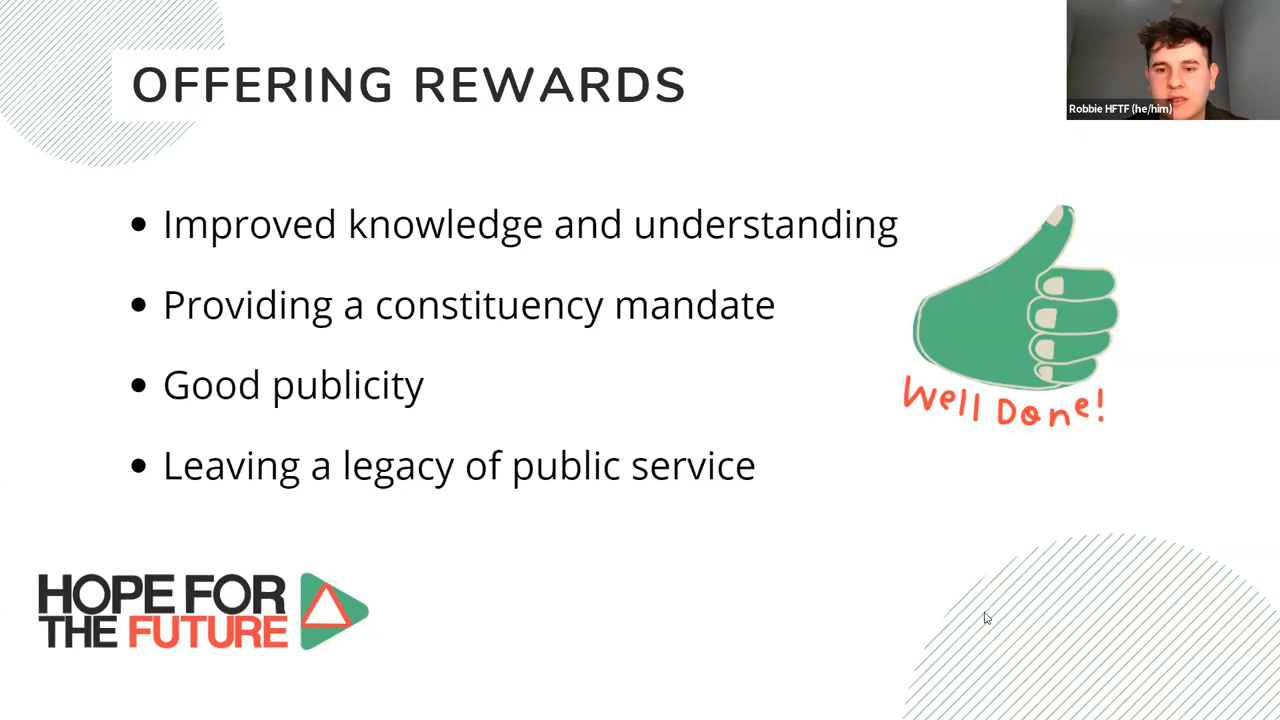 OFFERING REWARDS
Robbie HFTF (he/him)
• Improved knowledge and understanding
• Providing a constituency mandate
• Good publicity
• Leaving a legacy of public service
Well Done!
HOPE FOR
THE FUTURE